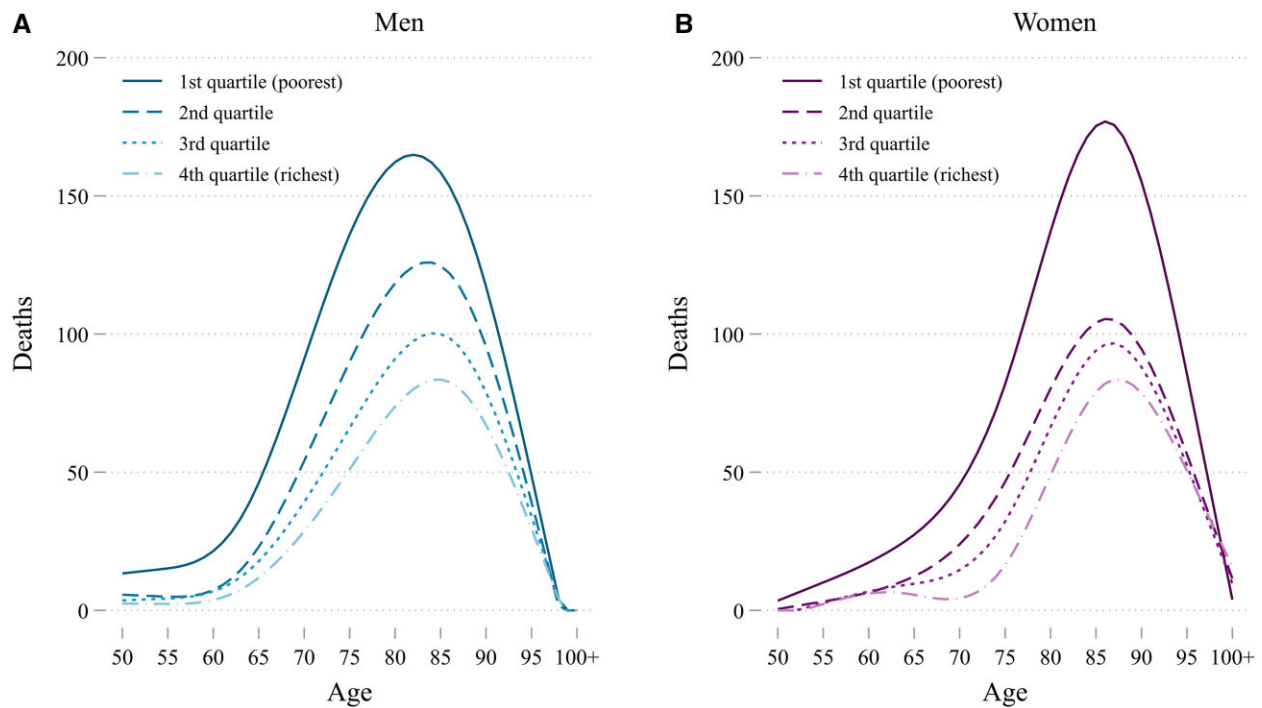 A
Men
200
150
100
50
0
Deaths
1st quartile (poorest)
2nd quartile
3rd quartile
4th quartile (richest)
50 55 60 65 70 75 80 85 90 95 100+
Age
B
Women
200
150
100
50
0
Deaths
1st quartile (poorest)
2nd quartile
3rd quartile
4th quartile (richest)
50 55 60 65 70 75 80 85 90 95 100+
Age